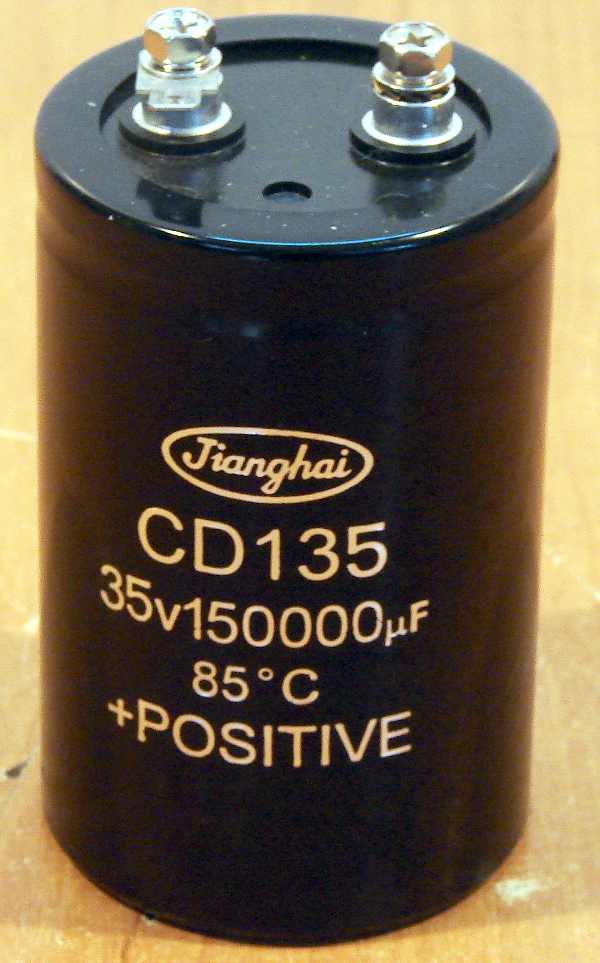 Jianghai
CD135
35v150000µF
85°C
+POSITIVE